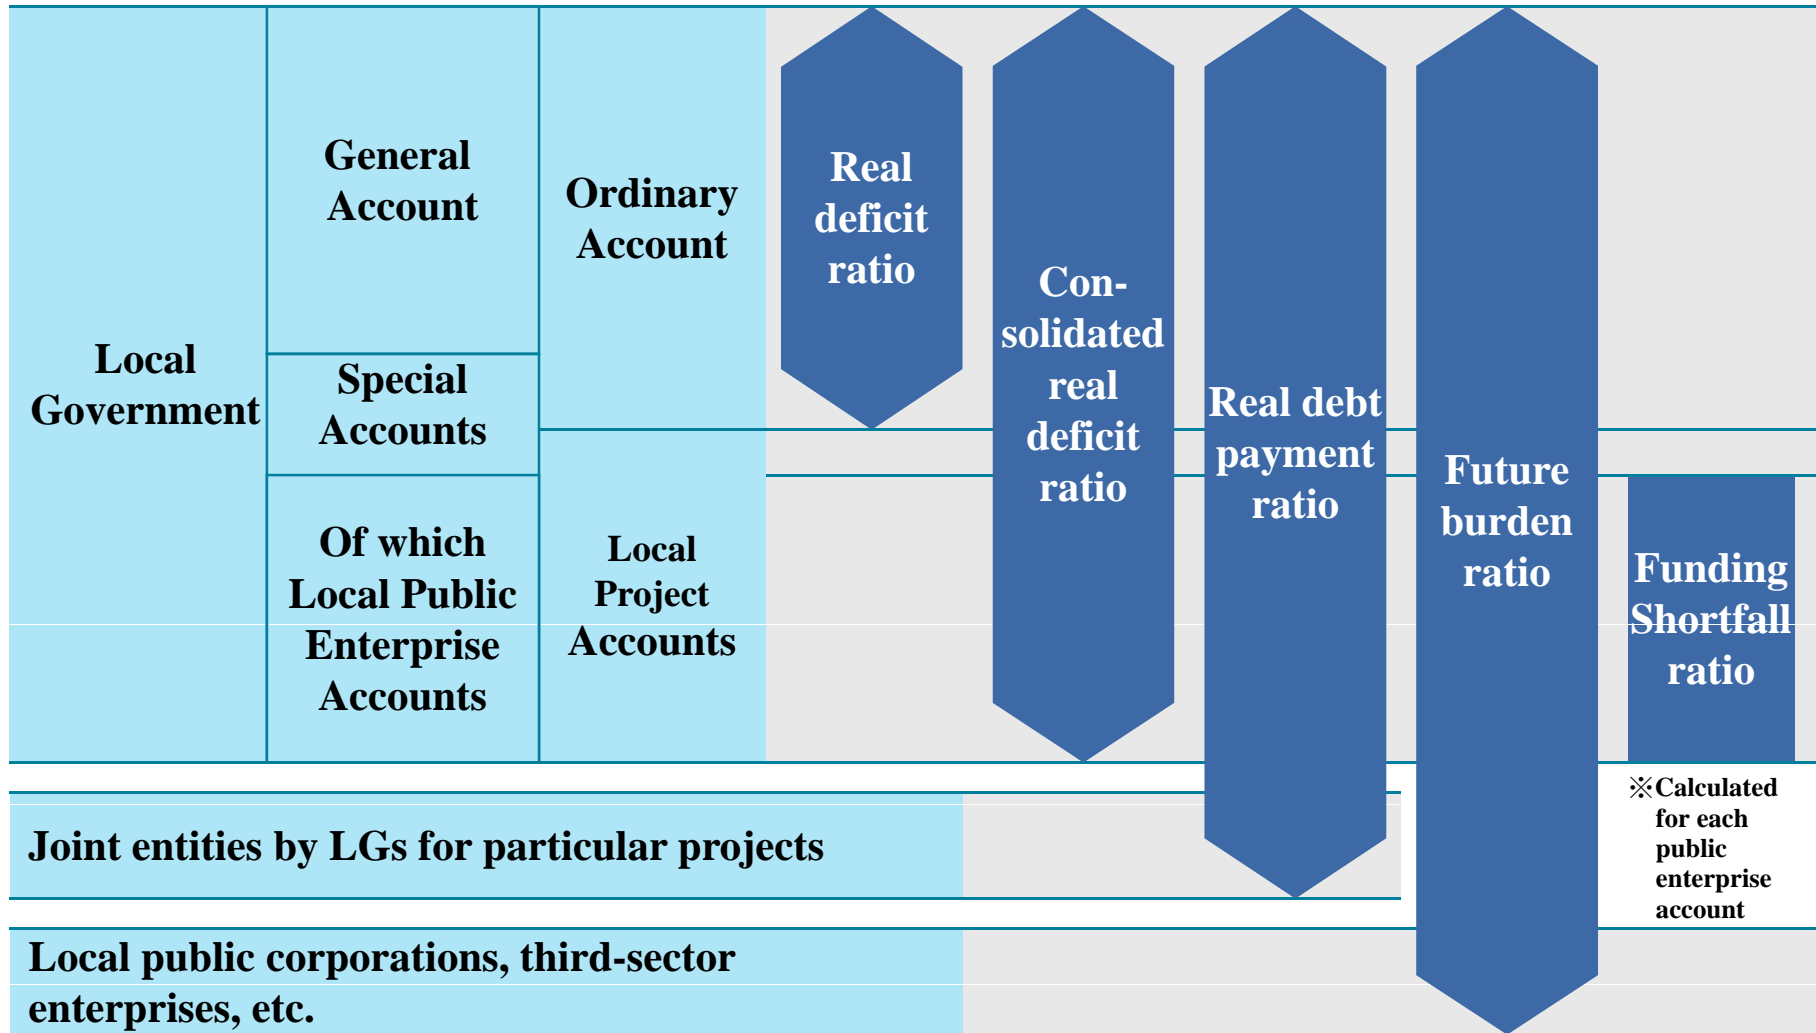 Local
Government
General
Account
Special
Accounts
Of which
Local Public
Enterprise
Accounts
Ordinary
Account
Local
Project
Accounts
Real
deficit
ratio
Con-
solidated
real
deficit
ratio
Real debt
payment
ratio
Future
burden
ratio
Funding
Shortfall
ratio
※Calculated
for each
public
enterprise
account
Joint entities by LGs for particular projects
Local public corporations, third-sector
enterprises, etc.